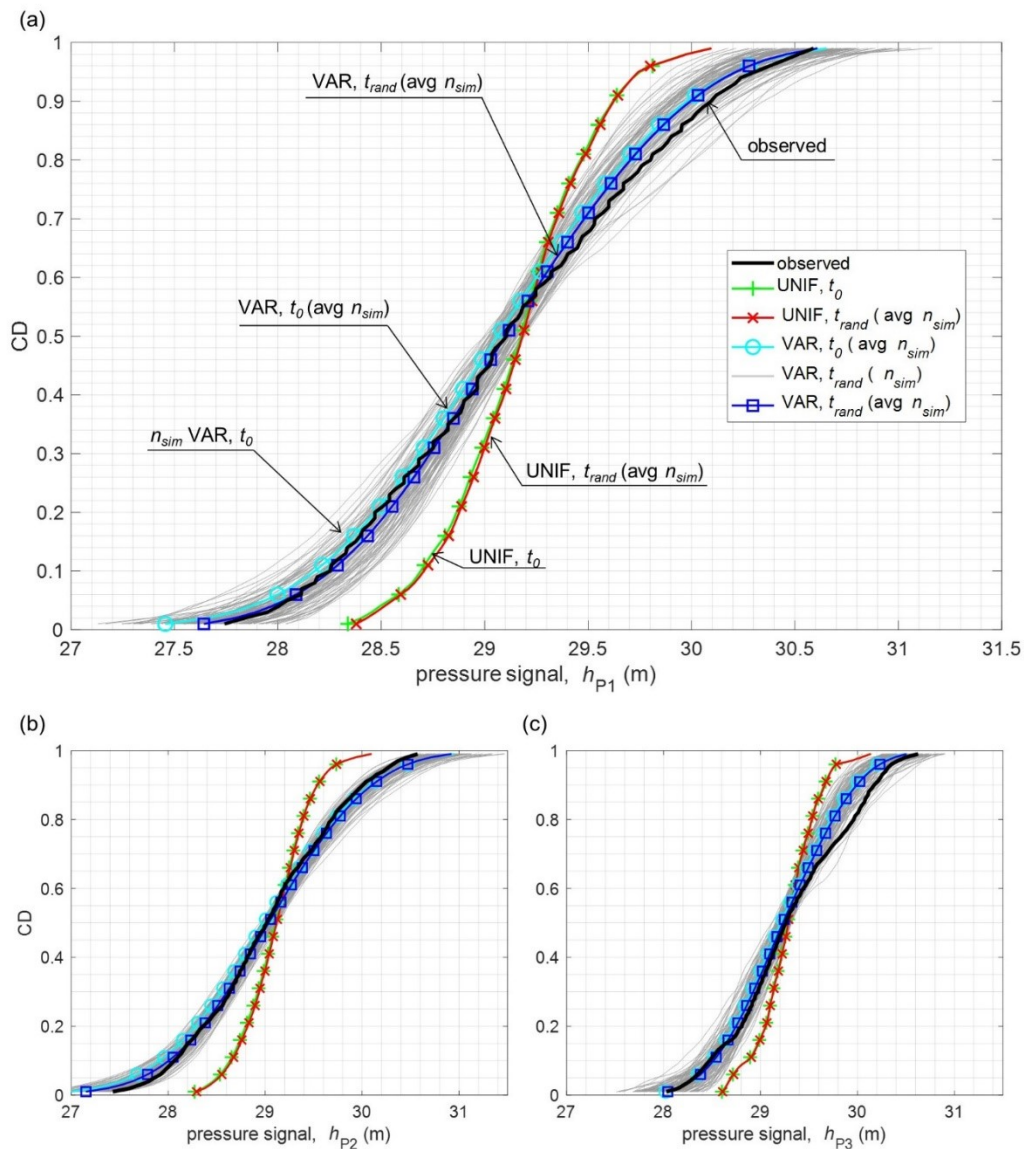 (a)
1
0.9
0.8
0.7
0.6
0.5
0.4
0.3
0.2
0.1
0
CD
VAR, t_rand (avg n_sim)
observed
VAR, t_0 (avg n_sim)
n_sim VAR, t_0
UNIF, t_rand (avg n_sim)
UNIF, t_0
observed
UNIF, t_0
UNIF, t_rand ( avg n_sim)
VAR, t_0 ( avg n_sim)
VAR, t_rand ( n_sim)
VAR, t_rand (avg n_sim)
27 27.5 28 28.5 29 29.5 30 30.5 31 31.5
pressure signal, h_P1 (m)
(b)
1
0.8
0.6
0.4
0.2
0
CD
27 28 29 30 31
pressure signal, h_P2 (m)
(c)
1
0.8
0.6
0.4
0.2
0
27 28 29 30 31
pressure signal, h_P3 (m)